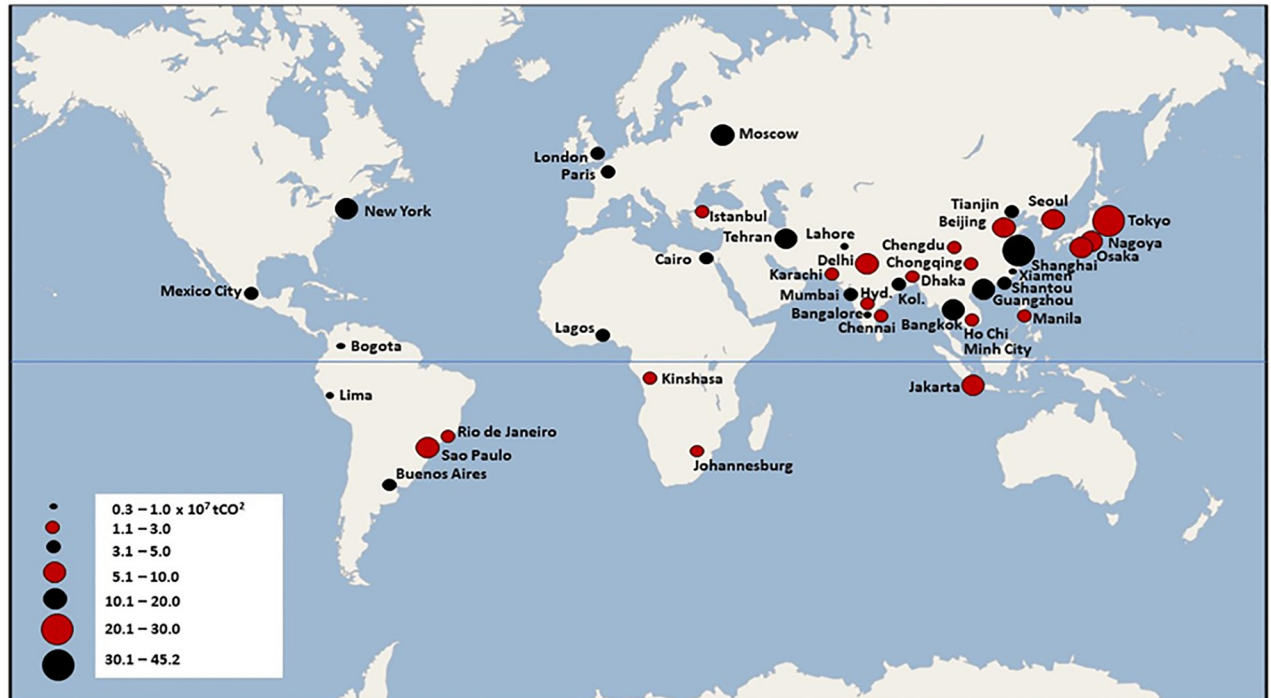 Moscow
London
Paris
New York
Istanbul
Tehran
Lahore
Cairo
Tianjin
Seoul
Beijing
Tokyo
Nagoya
Osaka
Chengdu
Chongqing
Shanghai
Delhi
Karachi
Dhaka
Xiamen
Shantou
Guangzhou
Mexico City
Mumbai
Hyd.
Kol.
Bangalore
Chennai
Bangkok
Manila
Ho Chi
Minh City
Lagos
Bogota
Kinshasa
Jakarta
Lima
Rio de Janeiro
Sao Paulo
Johannesburg
Buenos Aires
0.3 – 1.0 x 10⁷ tCO²
1.1 – 3.0
3.1 – 5.0
5.1 – 10.0
10.1 – 20.0
20.1 – 30.0
30.1 – 45.2